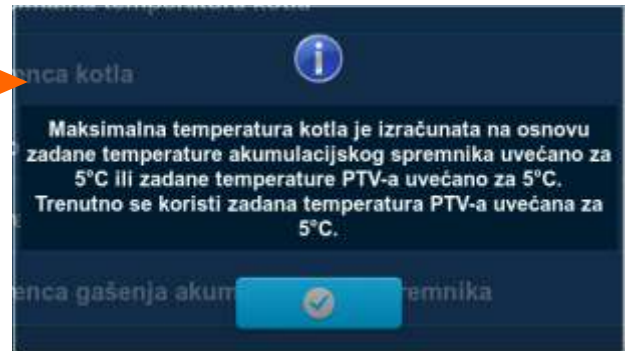 enca kotla
Maksimalna temperatura kotla je izračunata na osnovu
zadane temperature akumulacijskog spremnika uvećano za
5°C ili zadane temperature PTV-a uvećano za 5°C.
Trenutno se koristi zadana temperatura PTV-a uvećana za
5°C.
enca gašenja akum emnika